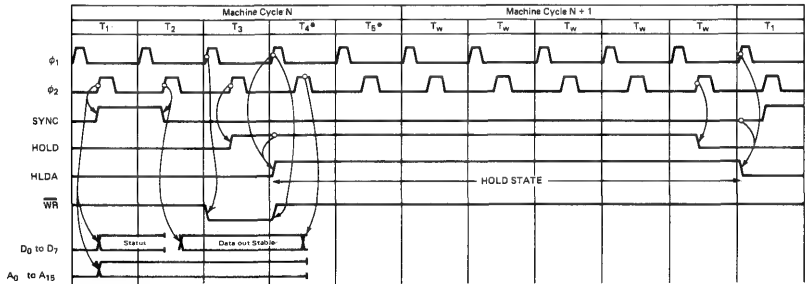 Machine Cycle N
Machine Cycle N + 1
T1 T2 T3 T4* T5* Tw Tw Tw Tw Tw T1
ϕ1
ϕ2
SYNC
HOLD
HLDA
HOLD STATE
WR
D0 to D7
Status
Data out Stable
A0 to A15